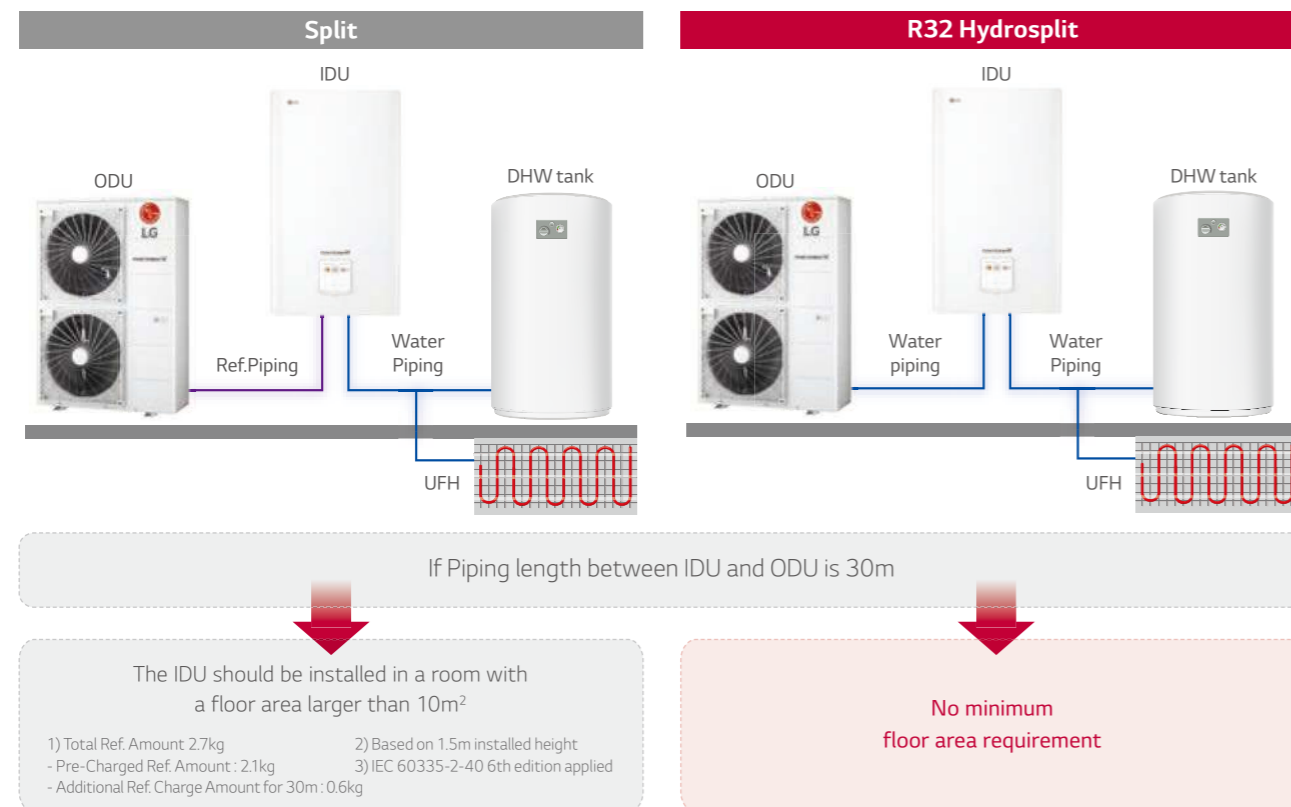 Split
IDU
ODU
LG
DHW tank
Ref.Piping
Water
Piping
UFH
R32 Hydrosplit
IDU
ODU
LG
DHW tank
Water
piping
Water
Piping
UFH
If Piping length between IDU and ODU is 30m
The IDU should be installed in a room with
a floor area larger than 10m²
1) Total Ref. Amount 2.7kg
- Pre-Charged Ref. Amount : 2.1kg
- Additional Ref. Charge Amount for 30m : 0.6kg
2) Based on 1.5m installed height
3) IEC 60335-2-40 6th edition applied
No minimum
floor area requirement